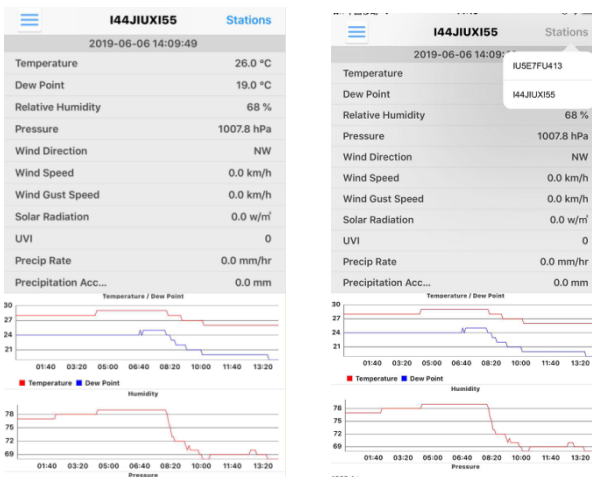 I44JIUXI55 Stations
2019-06-06 14:09:49
Temperature 26.0 °C
Dew Point 19.0 °C
Relative Humidity 68 %
Pressure 1007.8 hPa
Wind Direction NW
Wind Speed 0.0 km/h
Wind Gust Speed 0.0 km/h
Solar Radiation 0.0 w/㎡
UVI 0
Precip Rate 0.0 mm/hr
Precipitation Acc... 0.0 mm
Temperature / Dew Point
30
27
24
21
01:40 03:20 05:00 06:40 08:20 10:00 11:40 13:20
Temperature Dew Point
Humidity
78
75
72
69
01:40 03:20 05:00 06:40 08:20 10:00 11:40 13:20
Pressure
I44JIUXI55 Stations
2019-06-06 14:09:
IU5E7FU413
I44JIUXI55
Temperature
Dew Point
Relative Humidity 68 %
Pressure 1007.8 hPa
Wind Direction NW
Wind Speed 0.0 km/h
Wind Gust Speed 0.0 km/h
Solar Radiation 0.0 w/㎡
UVI 0
Precip Rate 0.0 mm/hr
Precipitation Acc... 0.0 mm
Temperature / Dew Point
30
27
24
21
01:40 03:20 05:00 06:40 08:20 10:00 11:40 13:20
Temperature Dew Point
Humidity
78
75
72
69
01:40 03:20 05:00 06:40 08:20 10:00 11:40 13:20
Pressure